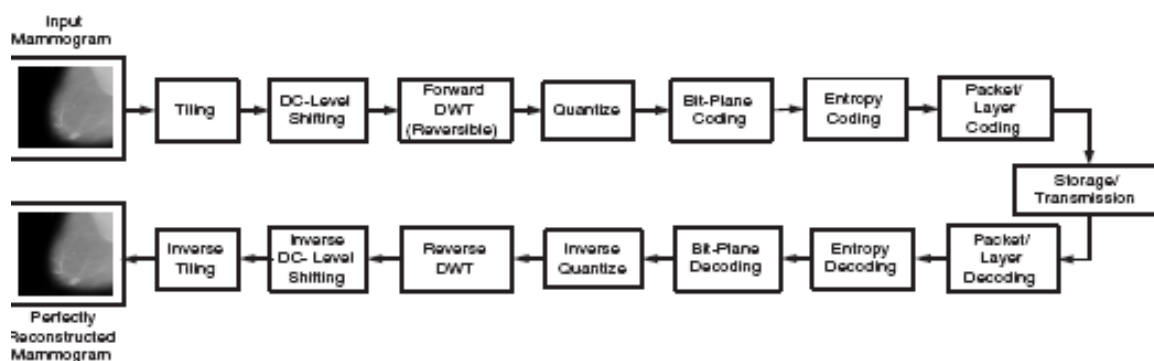 Input
Mammogram
Tiling
DC-Level
Shifting
Forward
DWT
(Reversible)
Quantize
Bit-Plane
Coding
Entropy
Coding
Packet/
Layer
Coding
Storage/
Transmission
Packet/
Layer
Decoding
Entropy
Decoding
Bit-Plane
Decoding
Inverse
Quantize
Reverse
DWT
Inverse
DC- Level
Shifting
Inverse
Tiling
Perfectly
Reconstructed
Mammogram